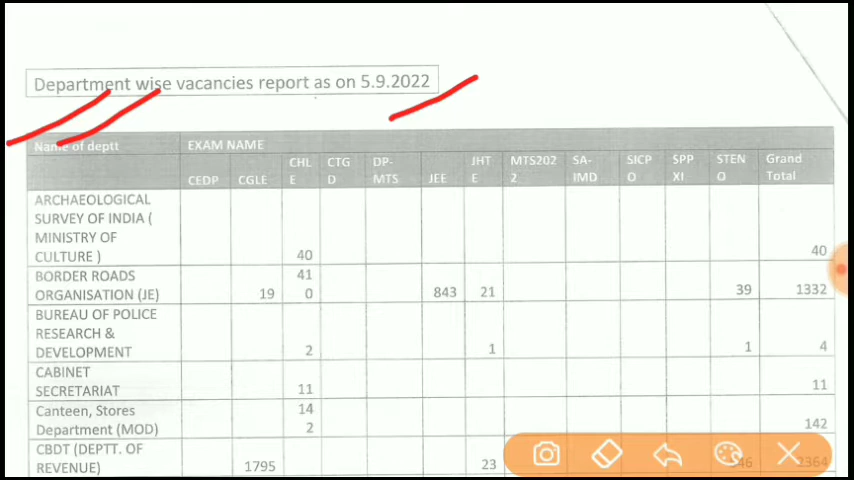 Department wise vacancies report as on 5.9.2022
Name of deptt EXAM NAME
CEDP CGLE CHL E CTG D DP- MTS JEE JHT E MTS202 2 SA- IMD SICP O SPP XI STEN O Grand Total
ARCHAEOLOGICAL
SURVEY OF INDIA (
MINISTRY OF
CULTURE ) 40 40
BORDER ROADS 41
ORGANISATION (JE) 19 0 843 21 39 1332
BUREAU OF POLICE
RESEARCH &
DEVELOPMENT 2 1 1 4
CABINET
SECRETARIAT 11 11
Canteen, Stores 14
Department (MOD) 2 142
CBDT (DEPTT. OF
REVENUE) 1795 23 2364